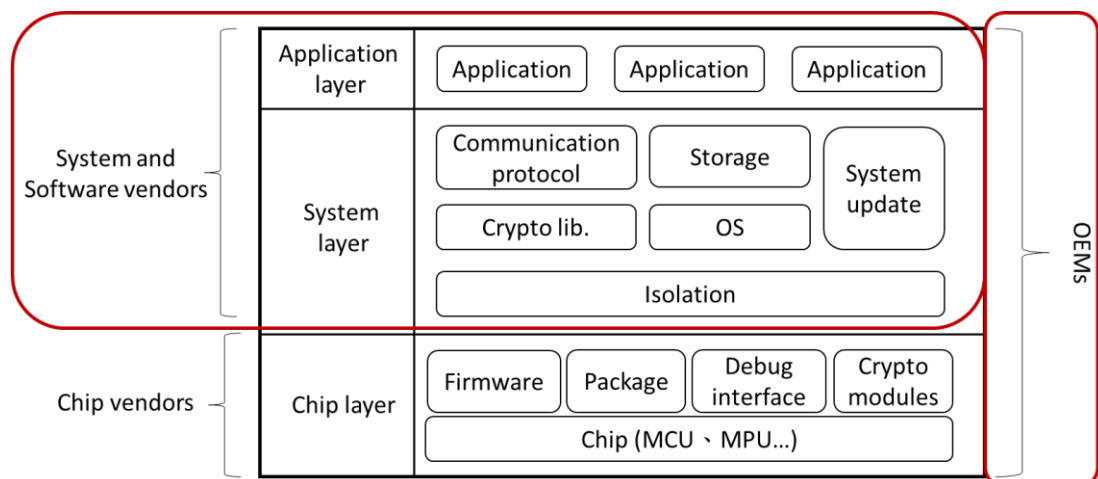 Application
layer
Application
Application
Application
System and
Software vendors
System
layer
Communication
protocol
Storage
System
update
Crypto lib.
OS
Isolation
OEMs
Chip vendors
Chip layer
Firmware
Package
Debug
interface
Crypto
modules
Chip (MCU、MPU...)